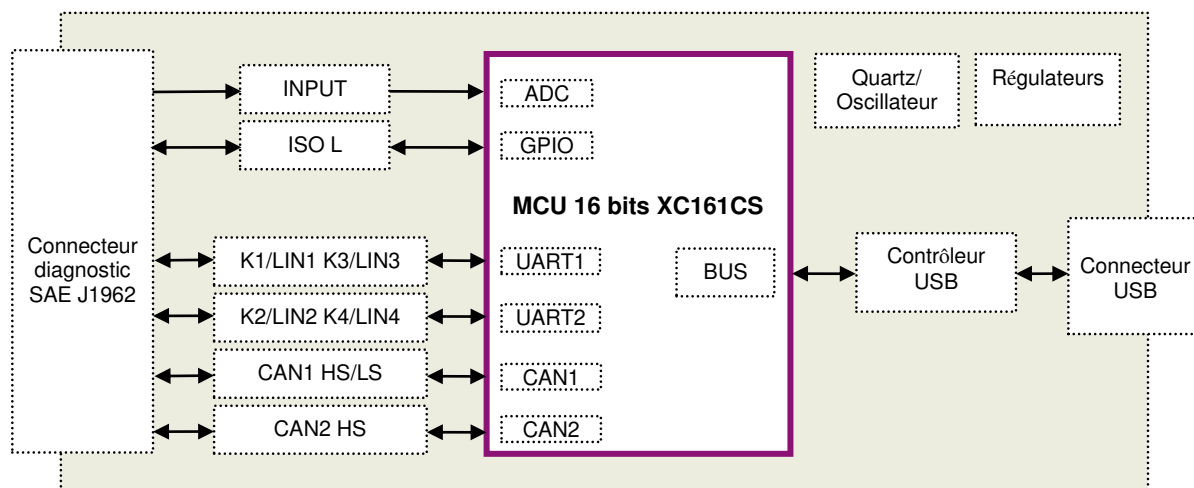 Connecteur
diagnostic
SAE J1962
INPUT
ISO L
K1/LIN1 K3/LIN3
K2/LIN2 K4/LIN4
CAN1 HS/LS
CAN2 HS
ADC
GPIO
MCU 16 bits XC161CS
UART1
UART2
CAN1
CAN2
BUS
Quartz/
Oscillateur
Régulateurs
Contrôleur
USB
Connecteur
USB